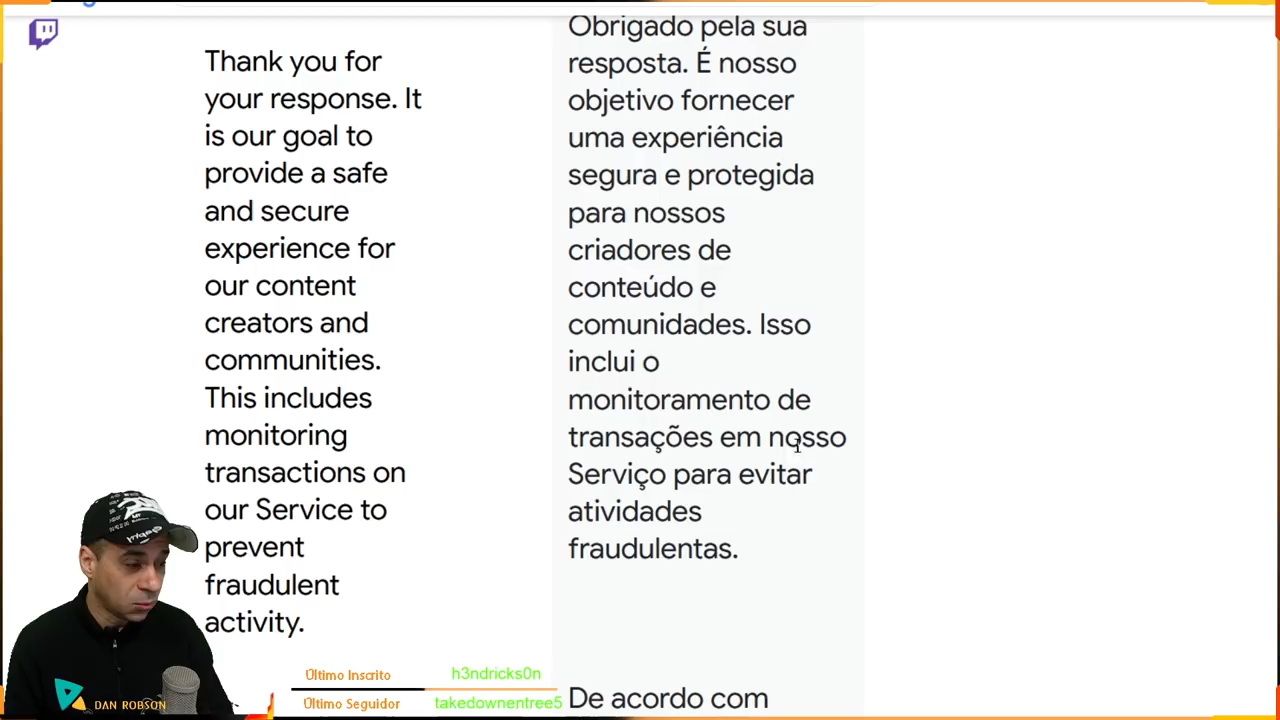 Thank you for
your response. It
is our goal to
provide a safe
and secure
experience for
our content
creators and
communities.
This includes
monitoring
transactions on
our Service to
prevent
fraudulent
activity.
Obrigado pela sua
resposta. É nosso
objetivo fornecer
uma experiência
segura e protegida
para nossos
criadores de
conteúdo e
comunidades. Isso
inclui o
monitoramento de
transações em nosso
Serviço para evitar
atividades
fraudulentas.
De acordo com
Último Inscrito
h3ndricks0n
Último Seguidor
takedownentree5
DAN ROBSON